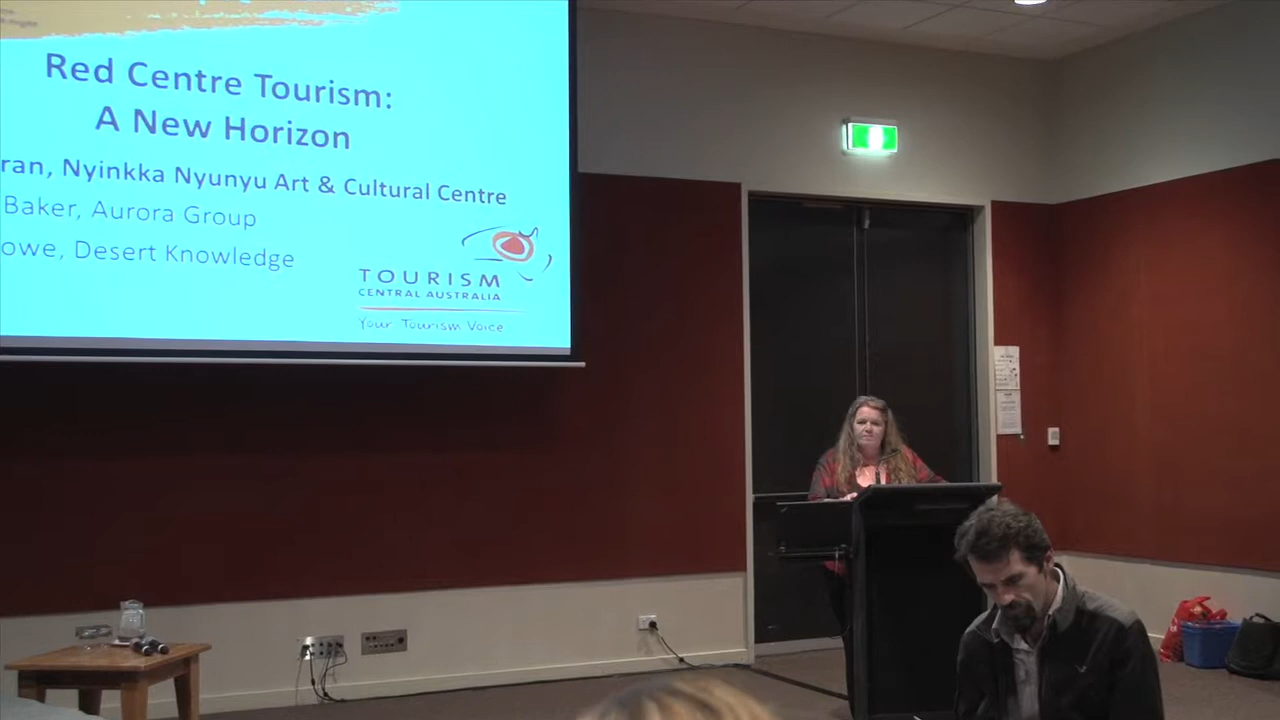 Red Centre Tourism:
A New Horizon
ran, Nyinkka Nyunyu Art & Cultural Centre
Baker, Aurora Group
owe, Desert Knowledge
TOURISM
CENTRAL AUSTRALIA
Your Tourism Voice